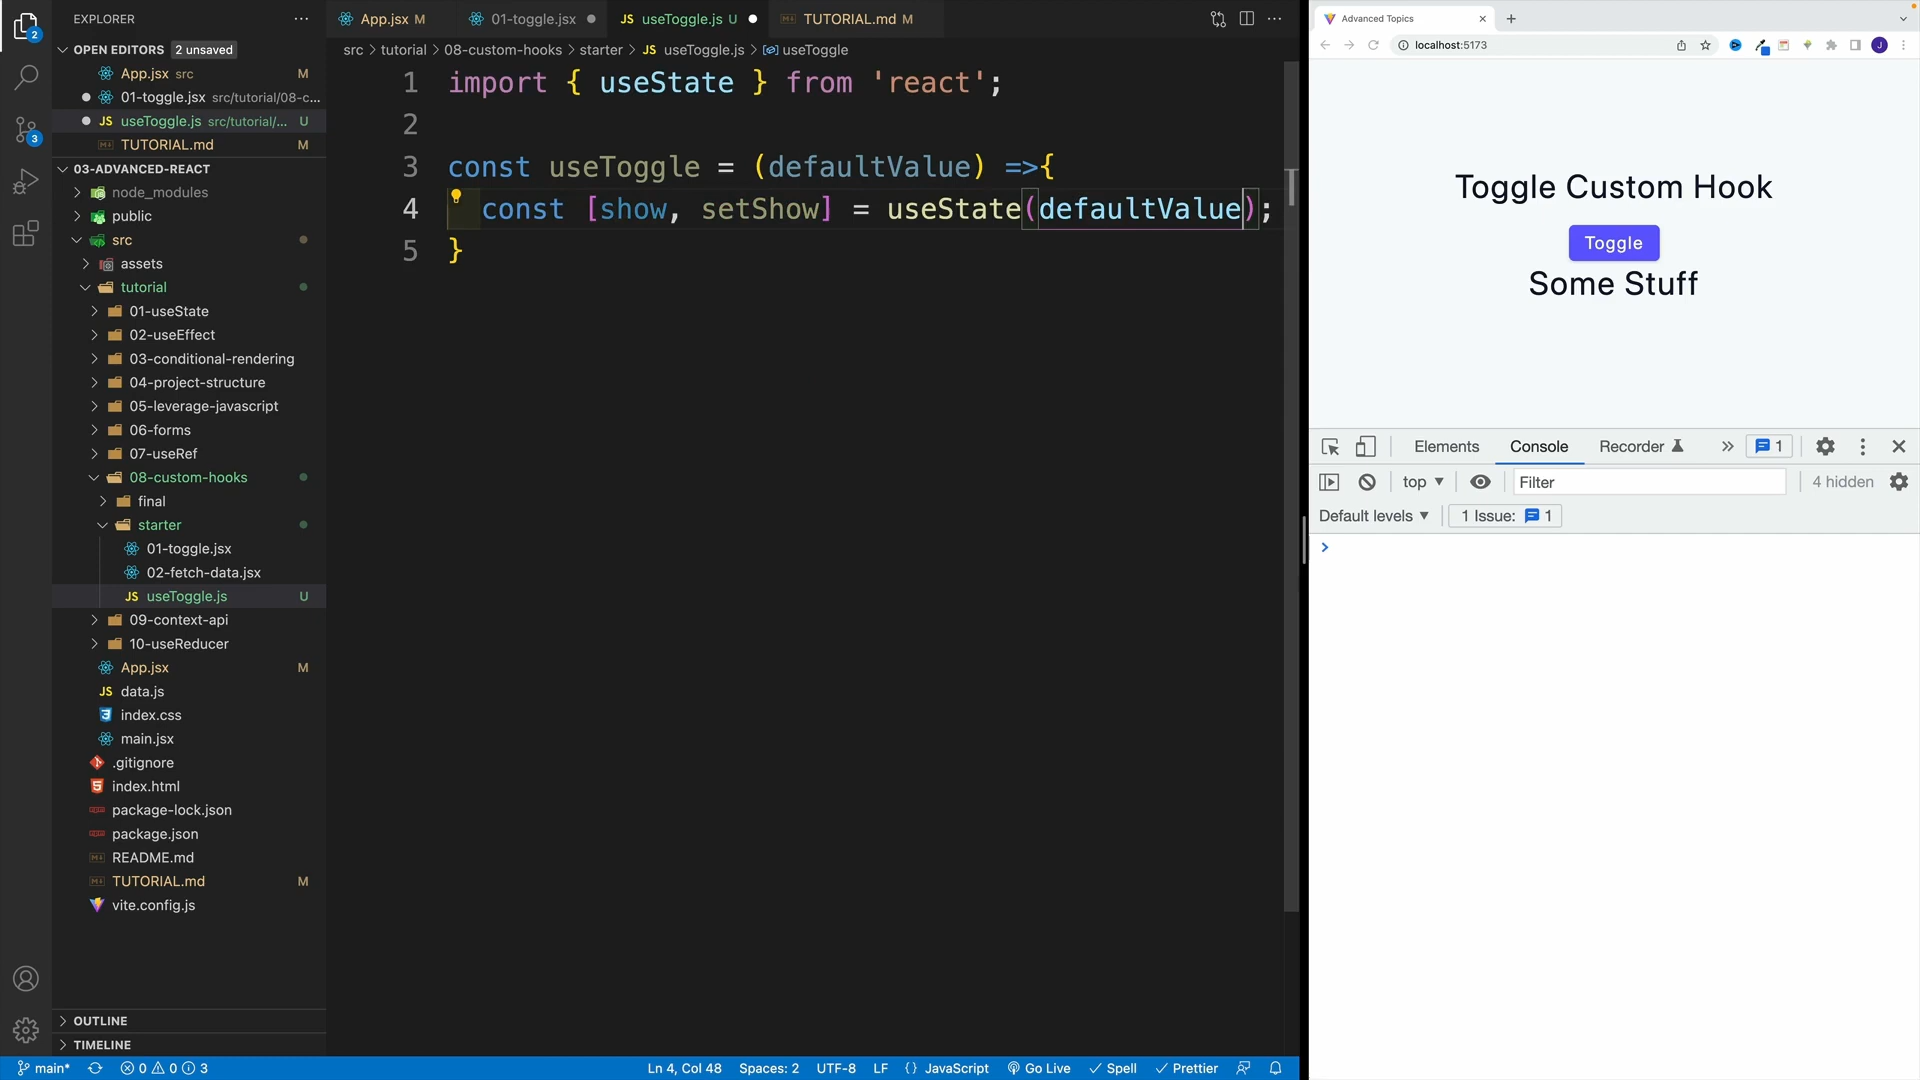 EXPLORER
OPEN EDITORS 2 unsaved
App.jsx src M
01-toggle.jsx src/tutorial/08-c...
JS useToggle.js src/tutorial/... U
TUTORIAL.md M
03-ADVANCED-REACT
node_modules
public
src
assets
tutorial
01-useState
02-useEffect
03-conditional-rendering
04-project-structure
05-leverage-javascript
06-forms
07-useRef
08-custom-hooks
final
starter
01-toggle.jsx
02-fetch-data.jsx
JS useToggle.js U
09-context-api
10-useReducer
App.jsx M
JS data.js
index.css
main.jsx
.gitignore
index.html
package-lock.json
package.json
README.md
TUTORIAL.md M
vite.config.js
OUTLINE
TIMELINE
2
3
App.jsx M 01-toggle.jsx JS useToggle.js U TUTORIAL.md M
src > tutorial > 08-custom-hooks > starter > JS useToggle.js > useToggle
1 import { useState } from 'react';
2
3 const useToggle = (defaultValue) =>{
4 const [show, setShow] = useState(defaultValue);
5 }
main* 0 0 3 Ln 4, Col 48 Spaces: 2 UTF-8 LF {} JavaScript Go Live Spell Prettier
Advanced Topics
localhost:5173 J
Toggle Custom Hook
Toggle
Some Stuff
Elements Console Recorder 1
top Filter 4 hidden
Default levels 1 Issue: 1